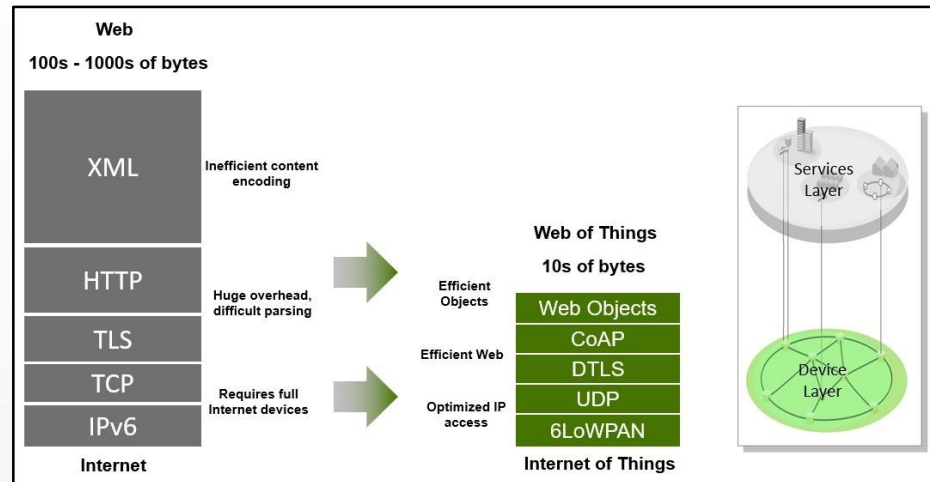 Web
100s - 1000s of bytes
XML
Inefficient content
encoding
HTTP
Huge overhead,
difficult parsing
TLS
TCP
Requires full
Internet devices
IPv6
Internet
Web of Things
10s of bytes
Efficient
Objects
Web Objects
CoAP
Efficient Web
DTLS
UDP
Optimized IP
access
6LoWPAN
Internet of Things
Services
Layer
Device
Layer